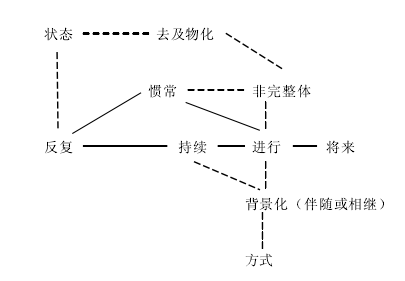 状态 去及物化
惯常 非完整体
反复 持续 进行 将来
背景化（伴随或相继）
方式